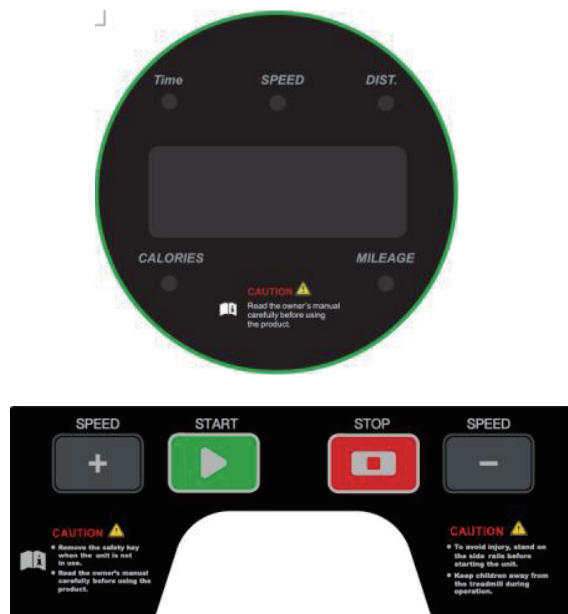 Time SPEED DIST.
CALORIES MILEAGE
CAUTION
Read the owner's manual
carefully before using
the product.
SPEED START STOP SPEED
+ −
CAUTION
• Remove the safety key
when the unit is not
in use.
• Read the owner's manual
carefully before using the
product.
CAUTION
• To avoid injury, stand on
the side rails before
starting the unit.
• Keep children away from
the treadmill during
operation.